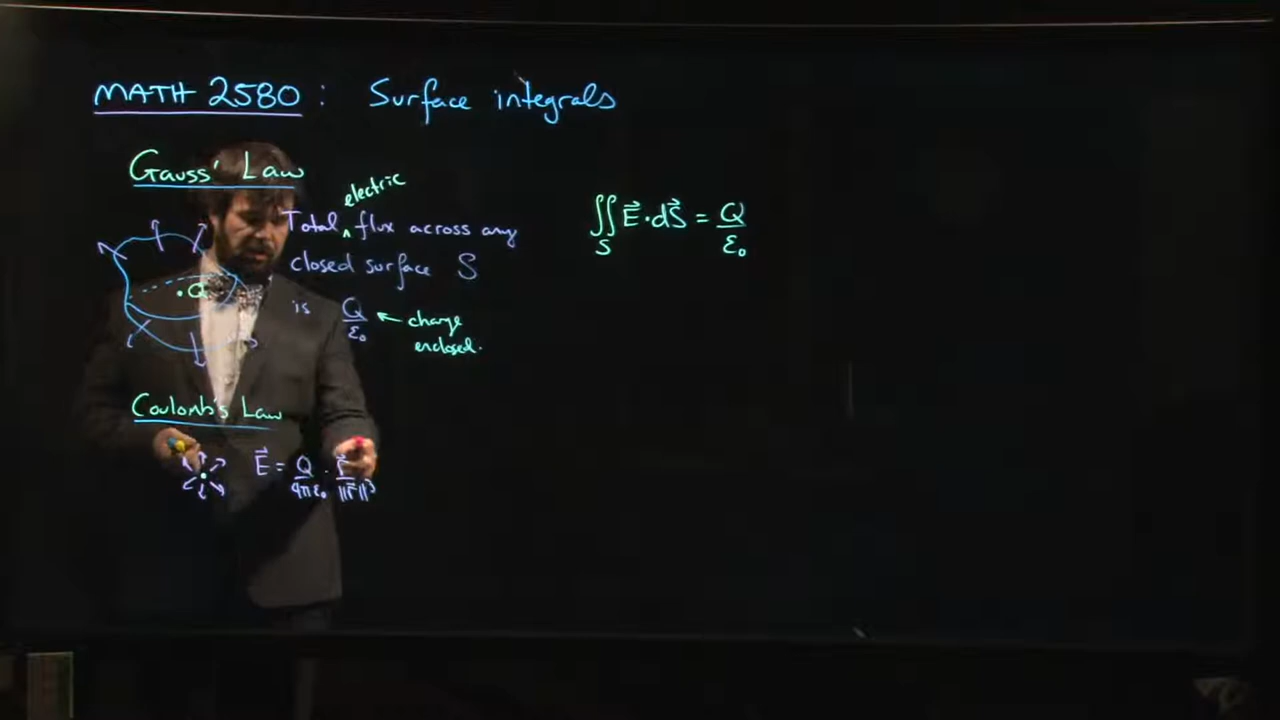 MATH 2580 : Surface integrals
Gauss' Law
electric
Total ^ flux across any
closed surface S
is Q/ε₀ ← charge
enclosed.
Q
∬_S E⃗ · dS⃗ = Q/ε₀
Coulomb's Law
E⃗ = Q/4πε₀ · r⃗/||r⃗||³